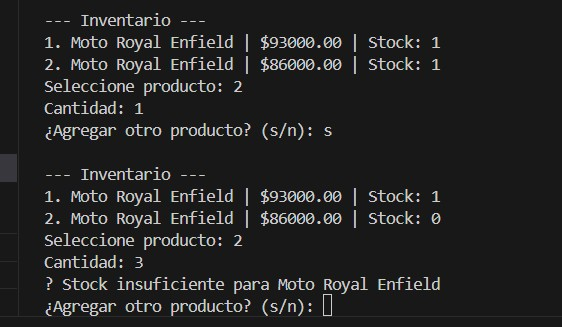 --- Inventario ---
1. Moto Royal Enfield | $93000.00 | Stock: 1
2. Moto Royal Enfield | $86000.00 | Stock: 1
Seleccione producto: 2
Cantidad: 1
¿Agregar otro producto? (s/n): s
--- Inventario ---
1. Moto Royal Enfield | $93000.00 | Stock: 1
2. Moto Royal Enfield | $86000.00 | Stock: 0
Seleccione producto: 2
Cantidad: 3
? Stock insuficiente para Moto Royal Enfield
¿Agregar otro producto? (s/n):